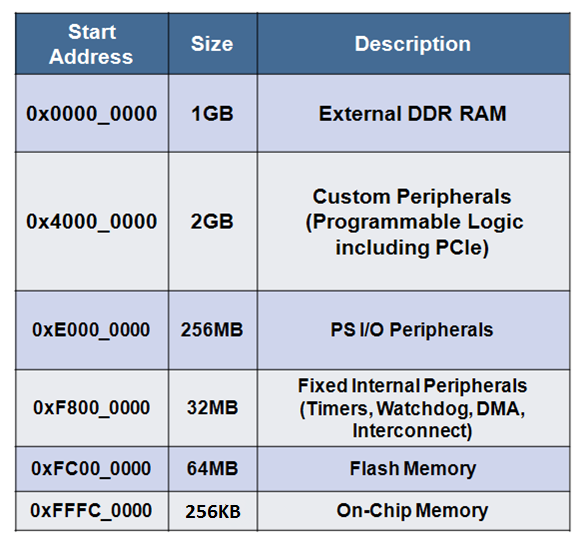 Start Address Size Description
0x0000_0000 1GB External DDR RAM
0x4000_0000 2GB Custom Peripherals
(Programmable Logic
including PCIe)
0xE000_0000 256MB PS I/O Peripherals
0xF800_0000 32MB Fixed Internal Peripherals
(Timers, Watchdog, DMA,
Interconnect)
0xFC00_0000 64MB Flash Memory
0xFFFC_0000 256KB On-Chip Memory